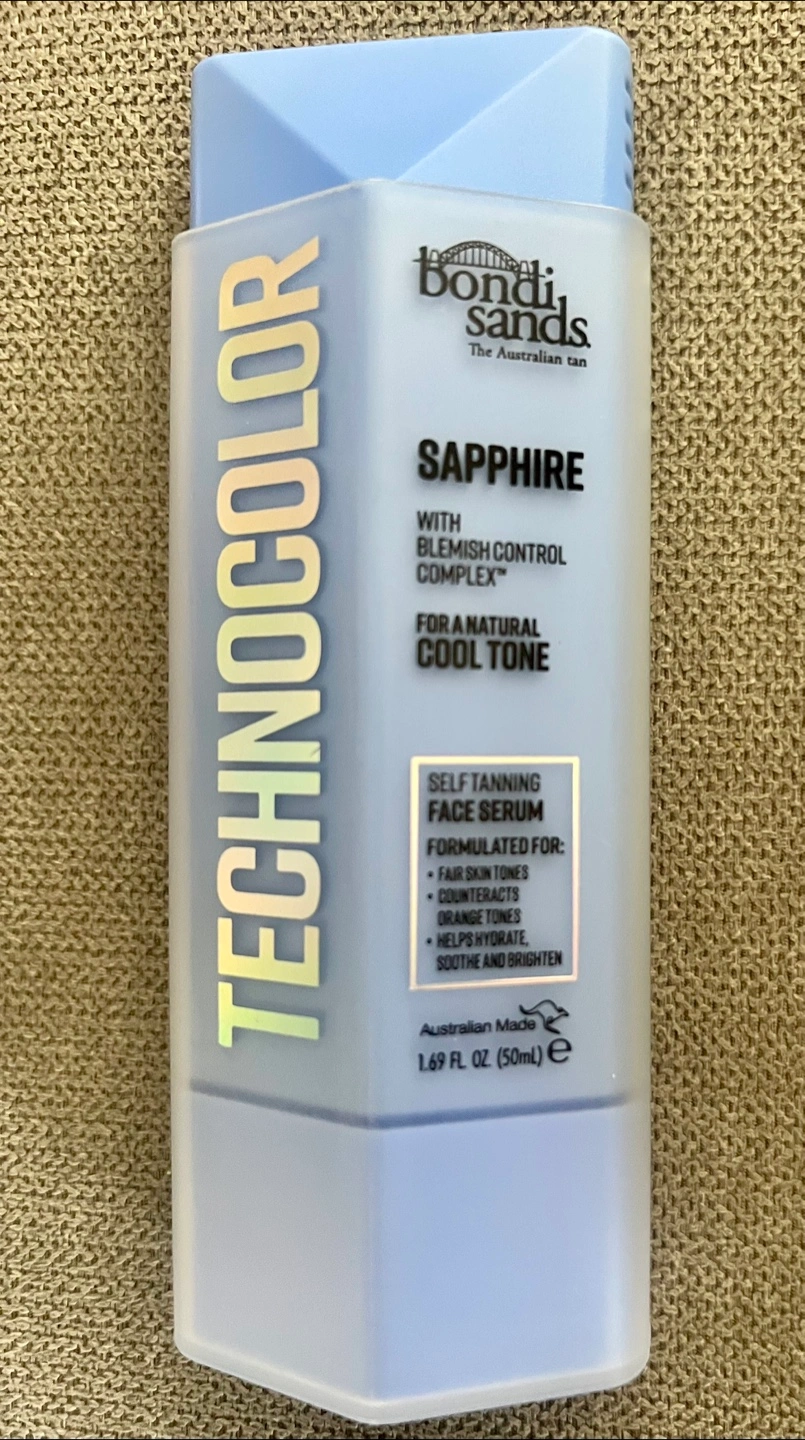 TECHNOCOLOR
bondi
sands.
The Australian tan
SAPPHIRE
WITH
BLEMISH CONTROL
COMPLEX™
FOR A NATURAL
COOL TONE
SELF TANNING
FACE SERUM
FORMULATED FOR:
• FAIR SKIN TONES
• COUNTERACTS
ORANGE TONES
• HELPS HYDRATE,
SOOTHE AND BRIGHTEN
Australian Made
1.69 FL OZ. (50mL) e